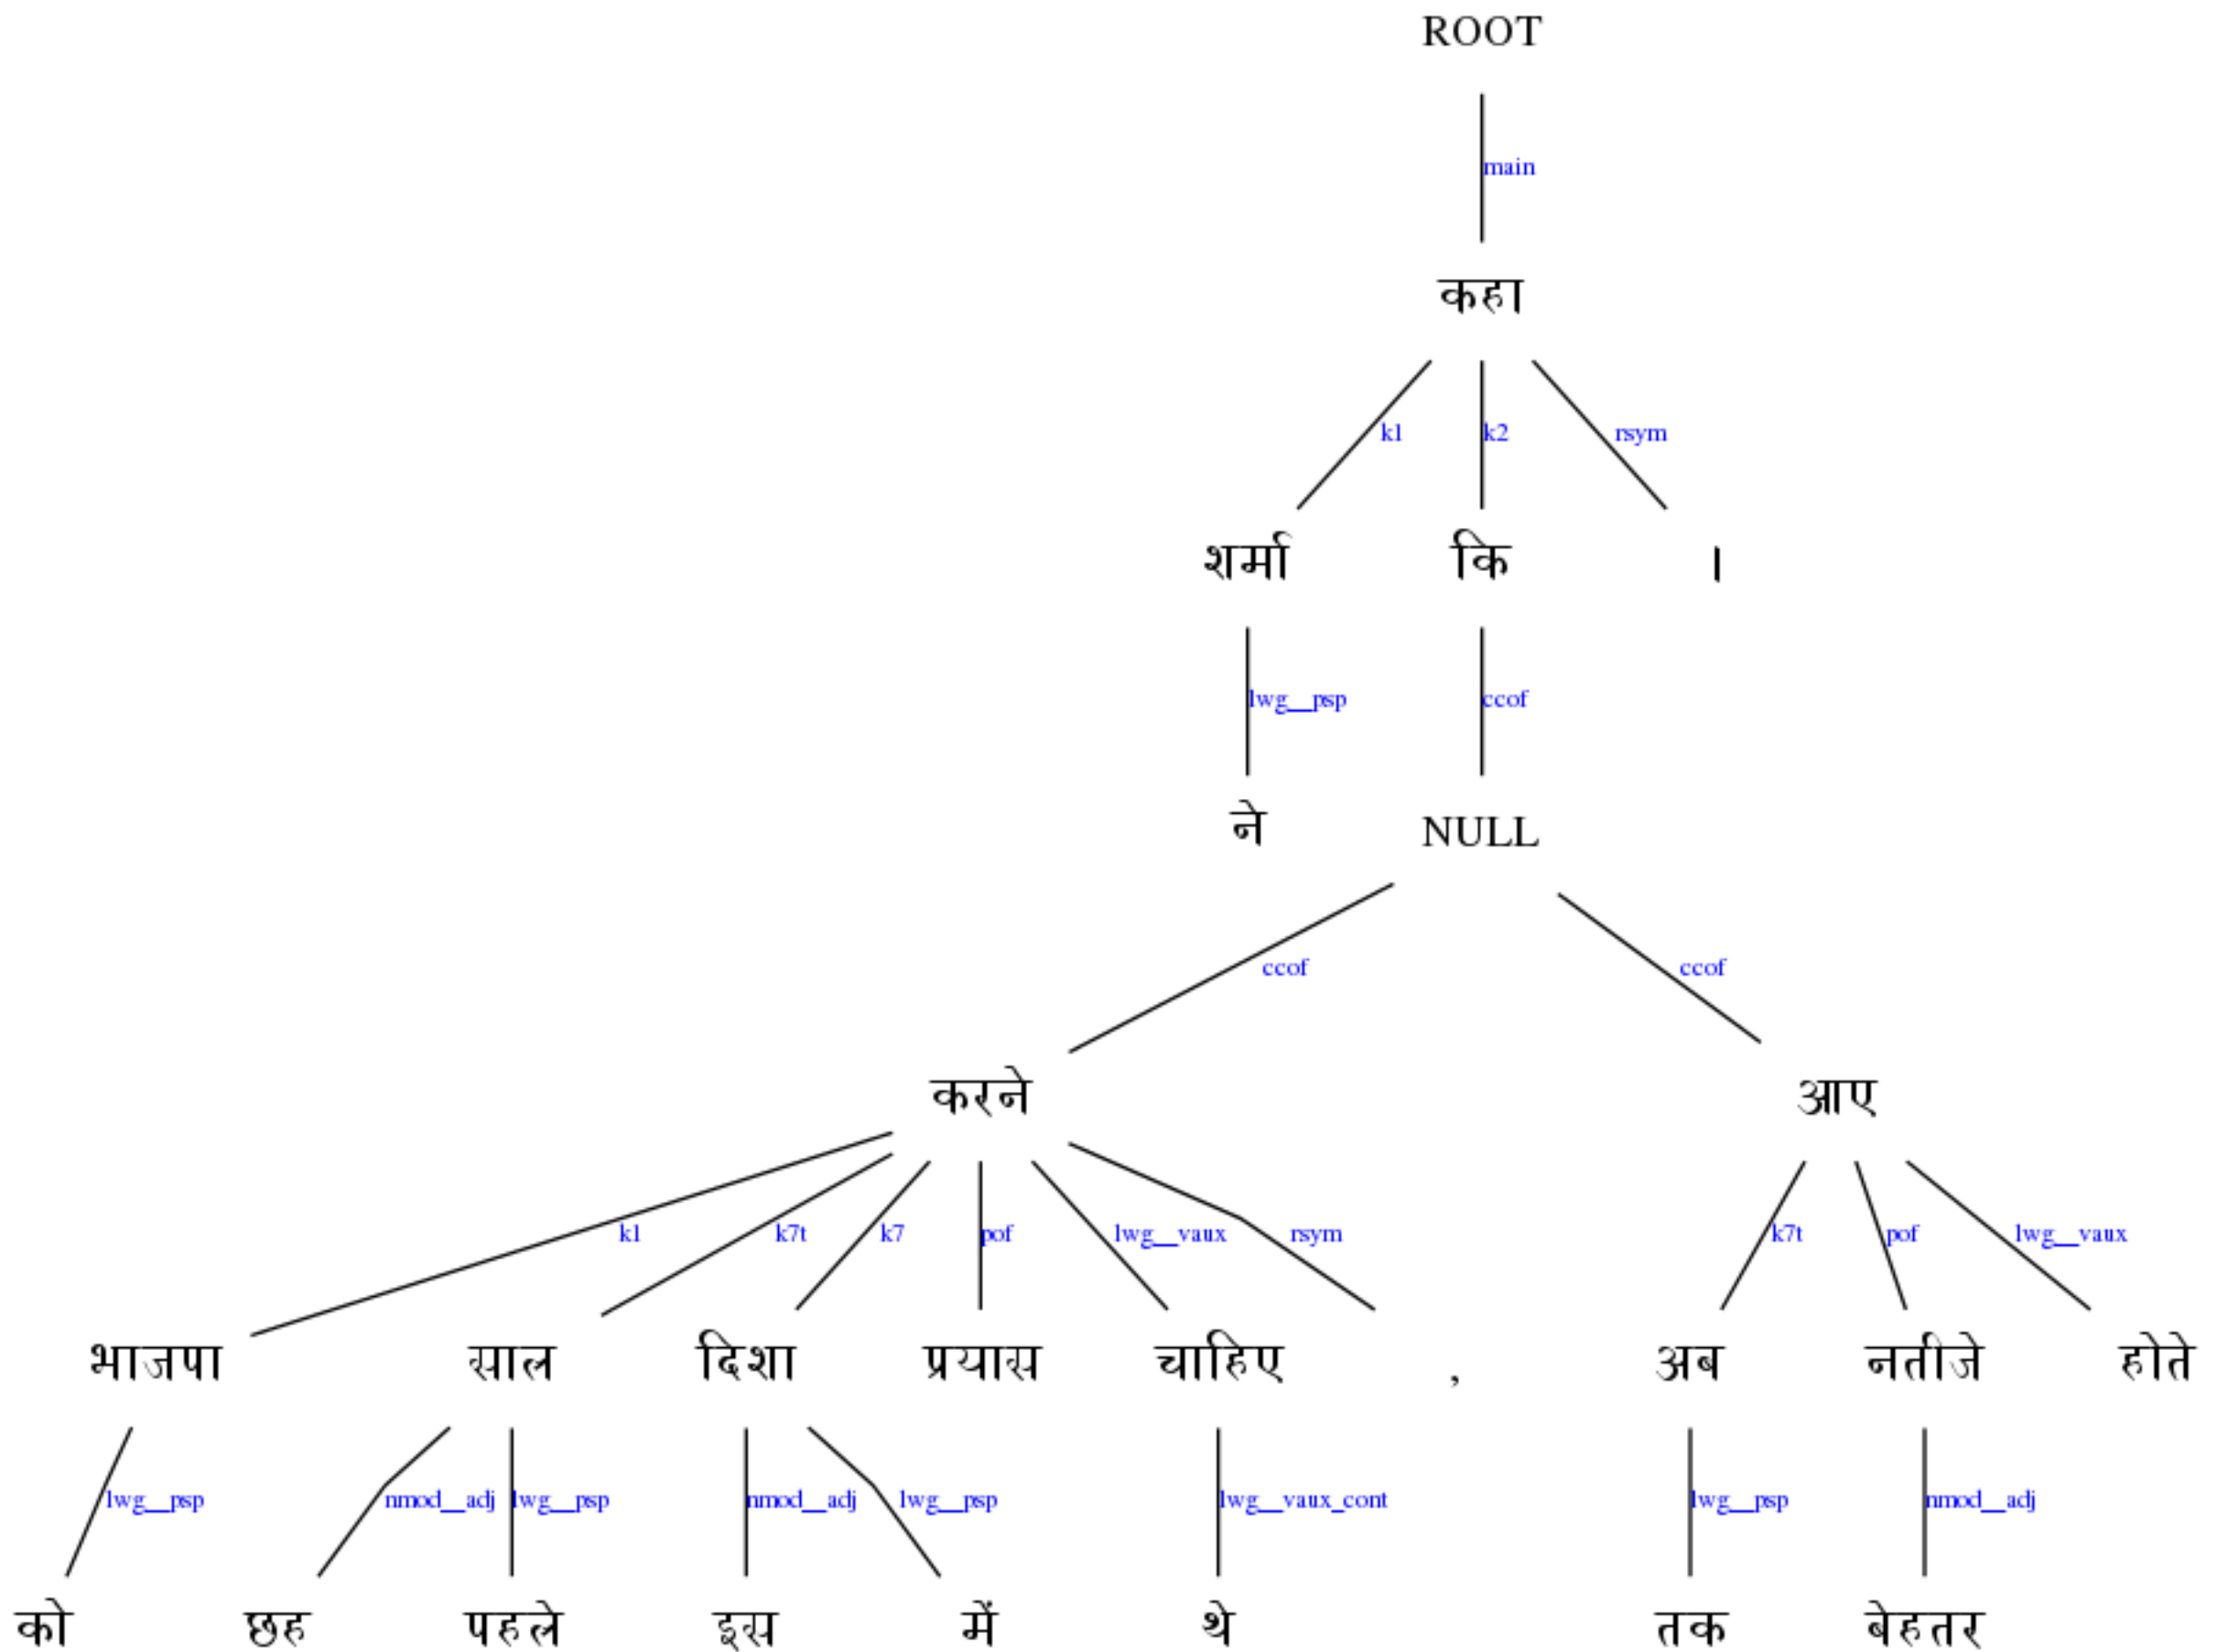 ROOT
main
कहा
k1 k2 rsym
शर्मा कि ।
lwg__psp ccof
ने NULL
ccof ccof
करने आए
k1 k7t k7 pof lwg__vaux rsym k7t pof lwg__vaux
भाजपा साल दिशा प्रयास चाहिए , अब नतीजे होते
lwg__psp nmod__adj lwg__psp nmod__adj lwg__psp lwg__vaux_cont lwg__psp nmod__adj
को छह पहले इस में थे तक बेहतर